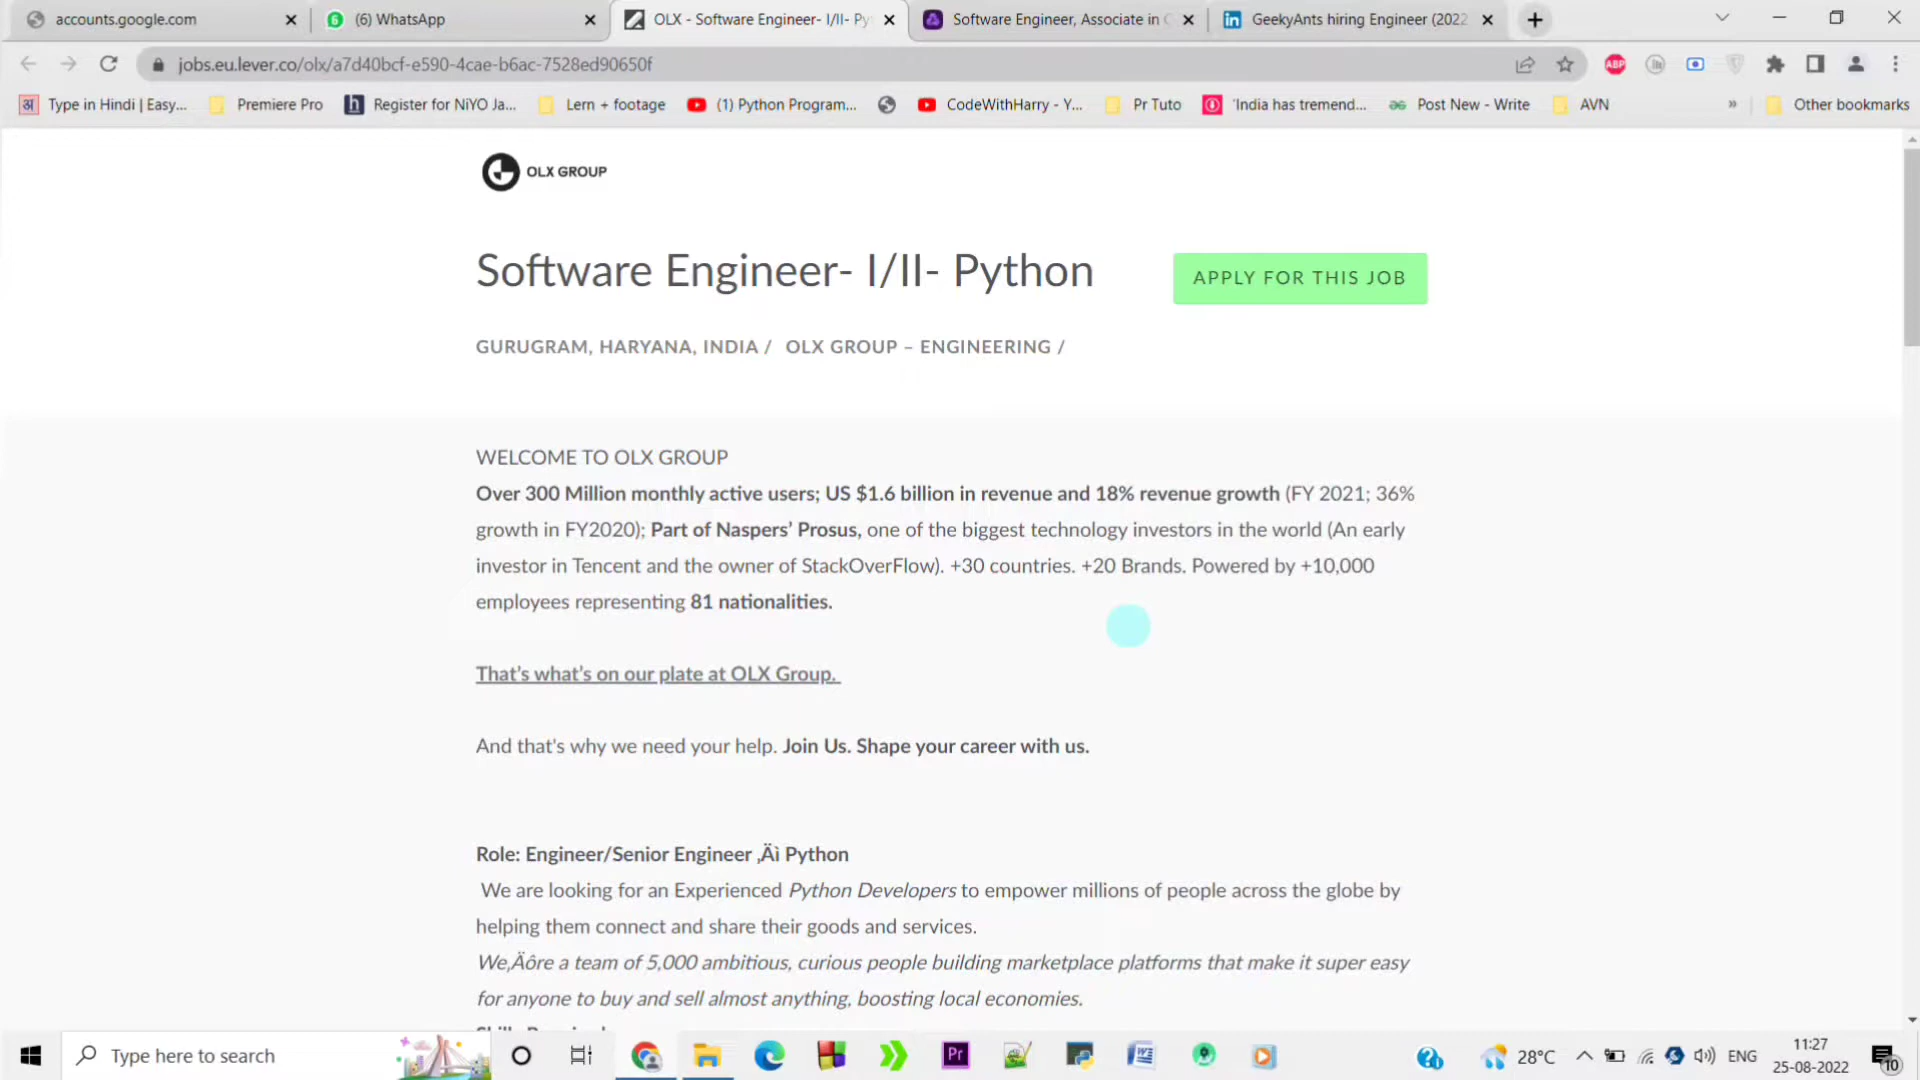 accounts.google.com
(6) WhatsApp
OLX - Software Engineer- I/II- Py
Software Engineer, Associate in
GeekyAnts hiring Engineer (2022
jobs.eu.lever.co/olx/a7d40bcf-e590-4cae-b6ac-7528ed90650f
ABP
Type in Hindi | Easy...
Premiere Pro
Register for NiYO Ja...
Lern + footage
(1) Python Program...
CodeWithHarry - Y...
Pr Tuto
'India has tremend...
Post New - Write
AVN
»
Other bookmarks
OLX GROUP
Software Engineer- I/II- Python
APPLY FOR THIS JOB
GURUGRAM, HARYANA, INDIA / OLX GROUP – ENGINEERING /
WELCOME TO OLX GROUP
Over 300 Million monthly active users; US $1.6 billion in revenue and 18% revenue growth (FY 2021; 36%
growth in FY2020); Part of Naspers’ Prosus, one of the biggest technology investors in the world (An early
investor in Tencent and the owner of StackOverFlow). +30 countries. +20 Brands. Powered by +10,000
employees representing 81 nationalities.
That’s what’s on our plate at OLX Group.
And that's why we need your help. Join Us. Shape your career with us.
Role: Engineer/Senior Engineer ‚Äì Python
We are looking for an Experienced Python Developers to empower millions of people across the globe by
helping them connect and share their goods and services.
We‚Äôre a team of 5,000 ambitious, curious people building marketplace platforms that make it super easy
for anyone to buy and sell almost anything, boosting local economies.
Type here to search
Pr
28°C
ENG
11:27
25-08-2022
10